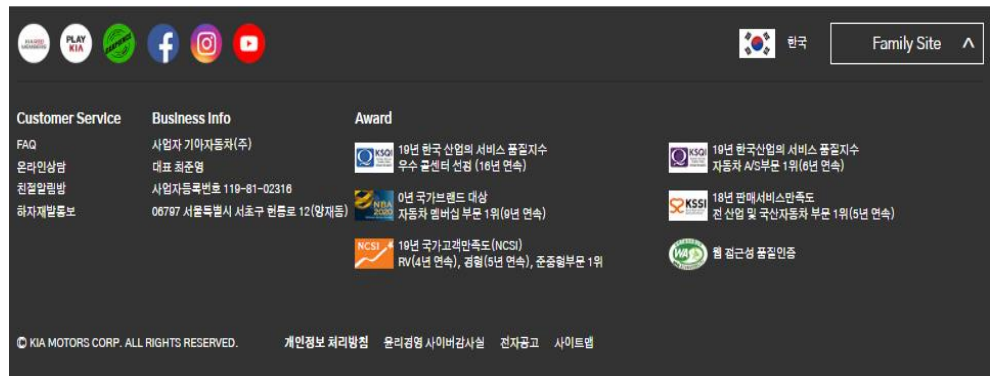 PLAY
KIA
한국
Family Site
Customer Service
FAQ
온라인상담
친절알림방
하자재발통보
Business Info
사업자 기아자동차(주)
대표 최준영
사업자등록번호 119-81-02316
06797 서울특별시 서초구 헌릉로 12(양재동)
Award
KSQI
19년 한국 산업의 서비스 품질지수
우수 콜센터 선정 (16년 연속)
KSQI
19년 한국산업의 서비스 품질지수
자동차 A/S부문 1위(6년 연속)
NBA
2020
0년 국가브랜드 대상
자동차 멤버십 부문 1위(9년 연속)
KSSI
18년 판매서비스만족도
전 산업 및 국산자동차 부문 1위(5년 연속)
NCSI
19년 국가고객만족도(NCSI)
RV(4년 연속), 경형(5년 연속), 준중형부문 1위
WA
웹 접근성 품질인증
© KIA MOTORS CORP. ALL RIGHTS RESERVED.
개인정보 처리방침 윤리경영 사이버감사실 전자공고 사이트맵